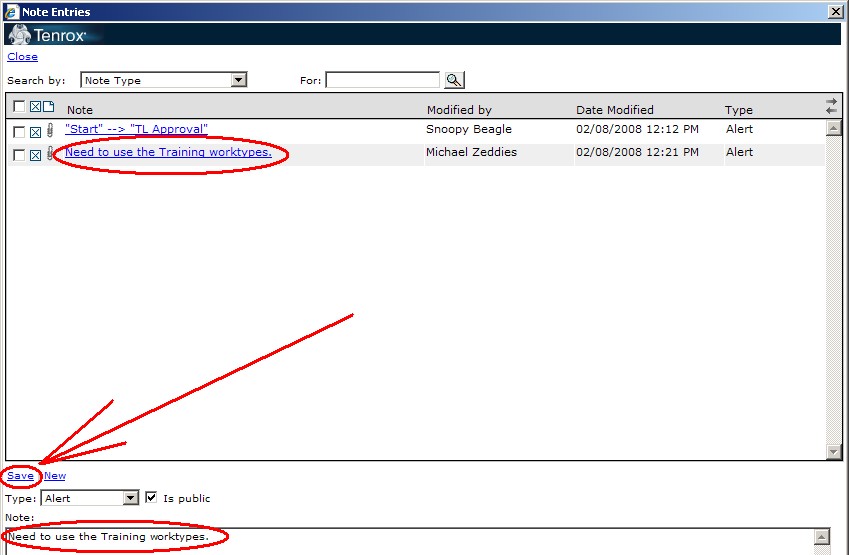 Note Entries
Tenrox
Close
Search by: Note Type For:
Note Modified by Date Modified Type
"Start" --> "TL Approval" Snoopy Beagle 02/08/2008 12:12 PM Alert
Need to use the Training worktypes. Michael Zeddies 02/08/2008 12:21 PM Alert
Save New
Type: Alert Is public
Note:
Need to use the Training worktypes.